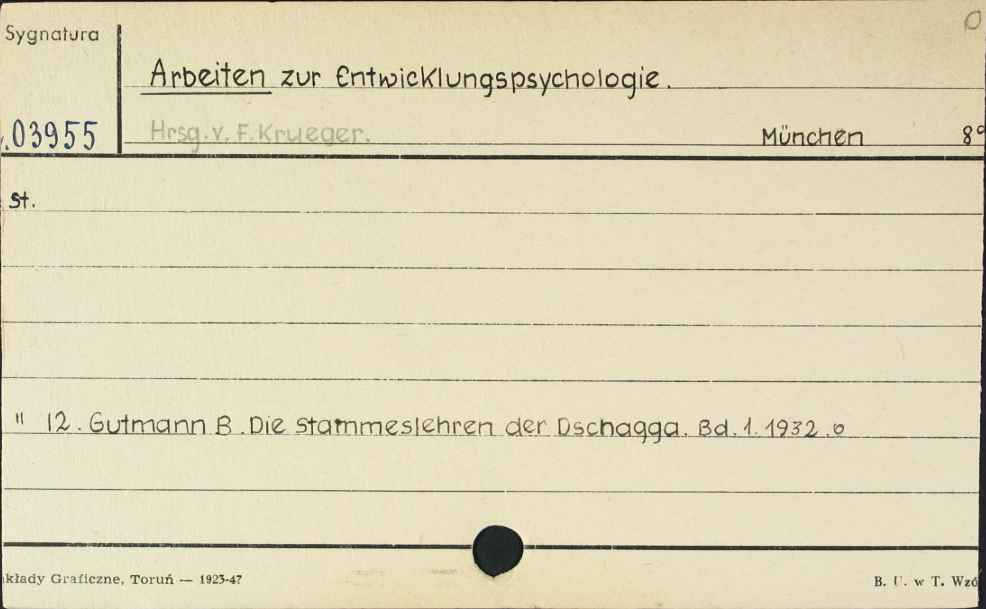 Sygnatura
Arbeiten zur Entwicklungspsychologie.
.03955 Hrsg. v. F. Krueger. München 8°
St.
" 12. Gutmann B. Die Stammeslehren der Dschagga. Bd. 1. 1932. o
kłady Graficzne, Toruń — 1923-47 B. U. w T. Wzó